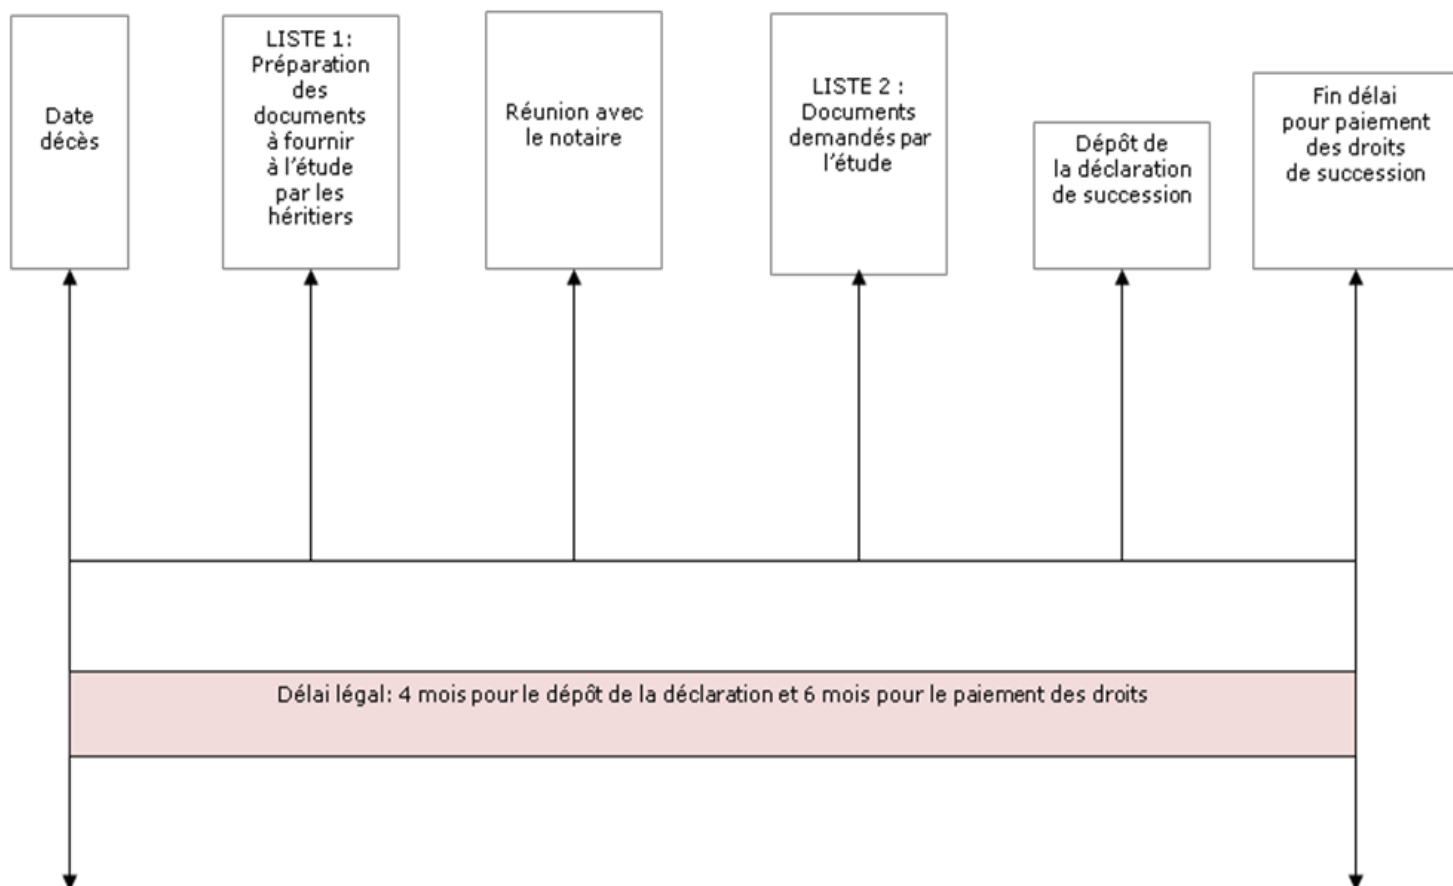 Date
décès
LISTE 1:
Préparation
des
documents
à fournir
à l'étude
par les
héritiers
Réunion avec
le notaire
LISTE 2 :
Documents
demandés par
l'étude
Dépôt de
la déclaration
de succession
Fin délai
pour paiement
des droits
de succession
Délai légal: 4 mois pour le dépôt de la déclaration et 6 mois pour le paiement des droits